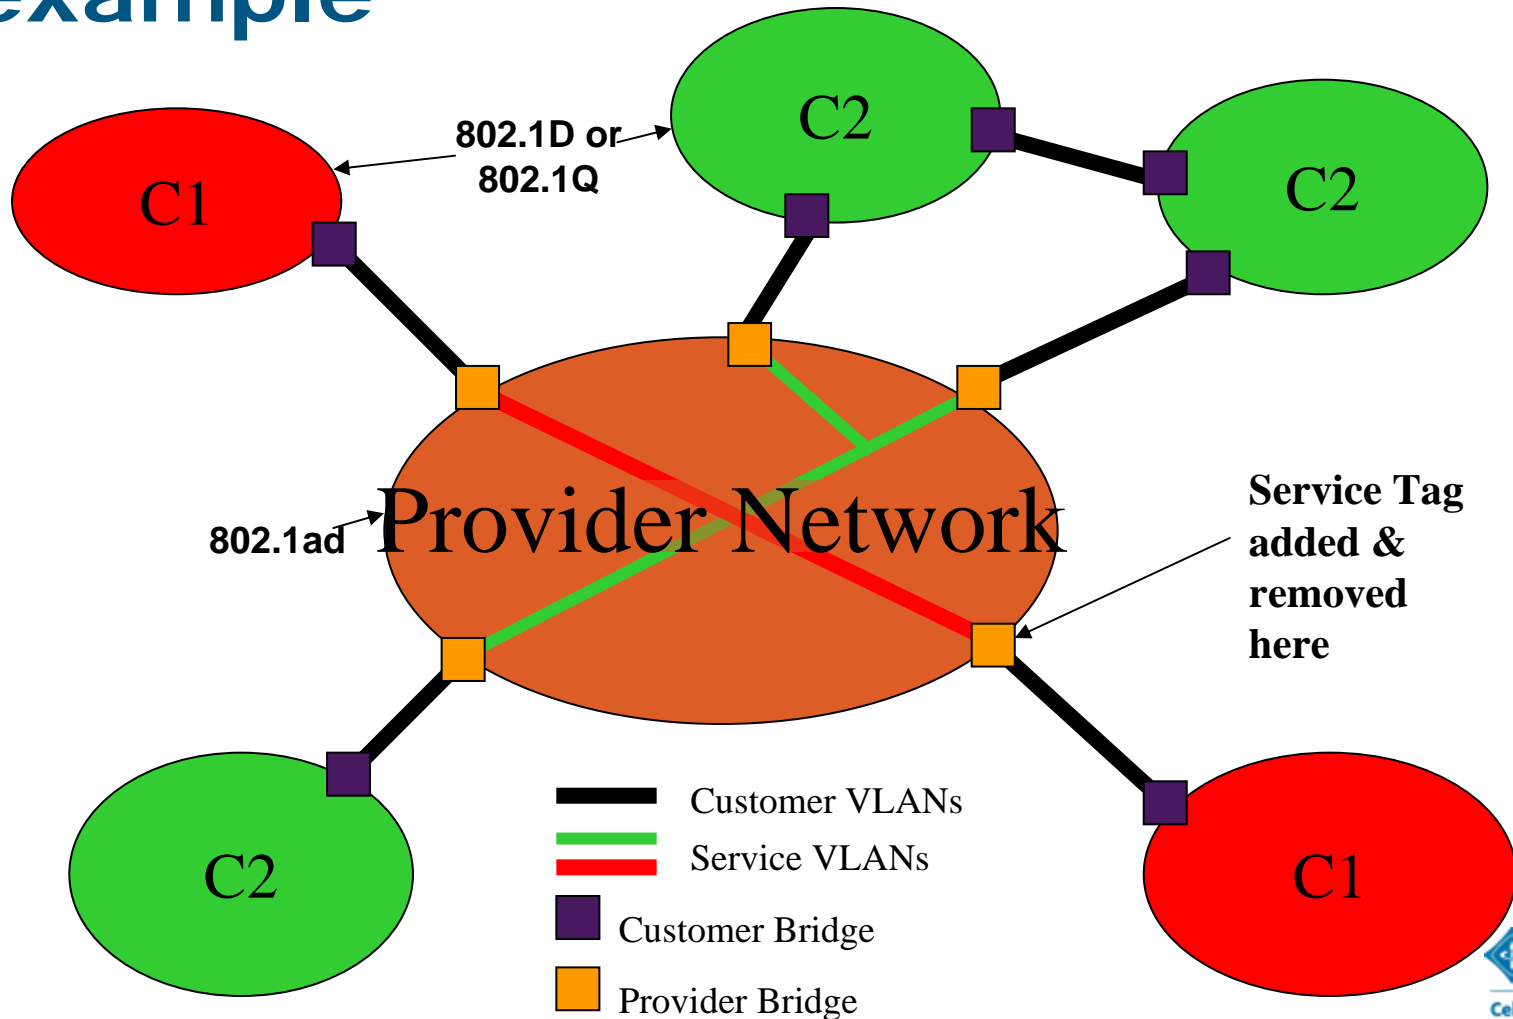 example
C2
802.1D or
802.1Q
C1
C2
Provider Network
802.1ad
Service Tag
added &
removed
here
Customer VLANs
Service VLANs
C2
C1
Customer Bridge
Provider Bridge